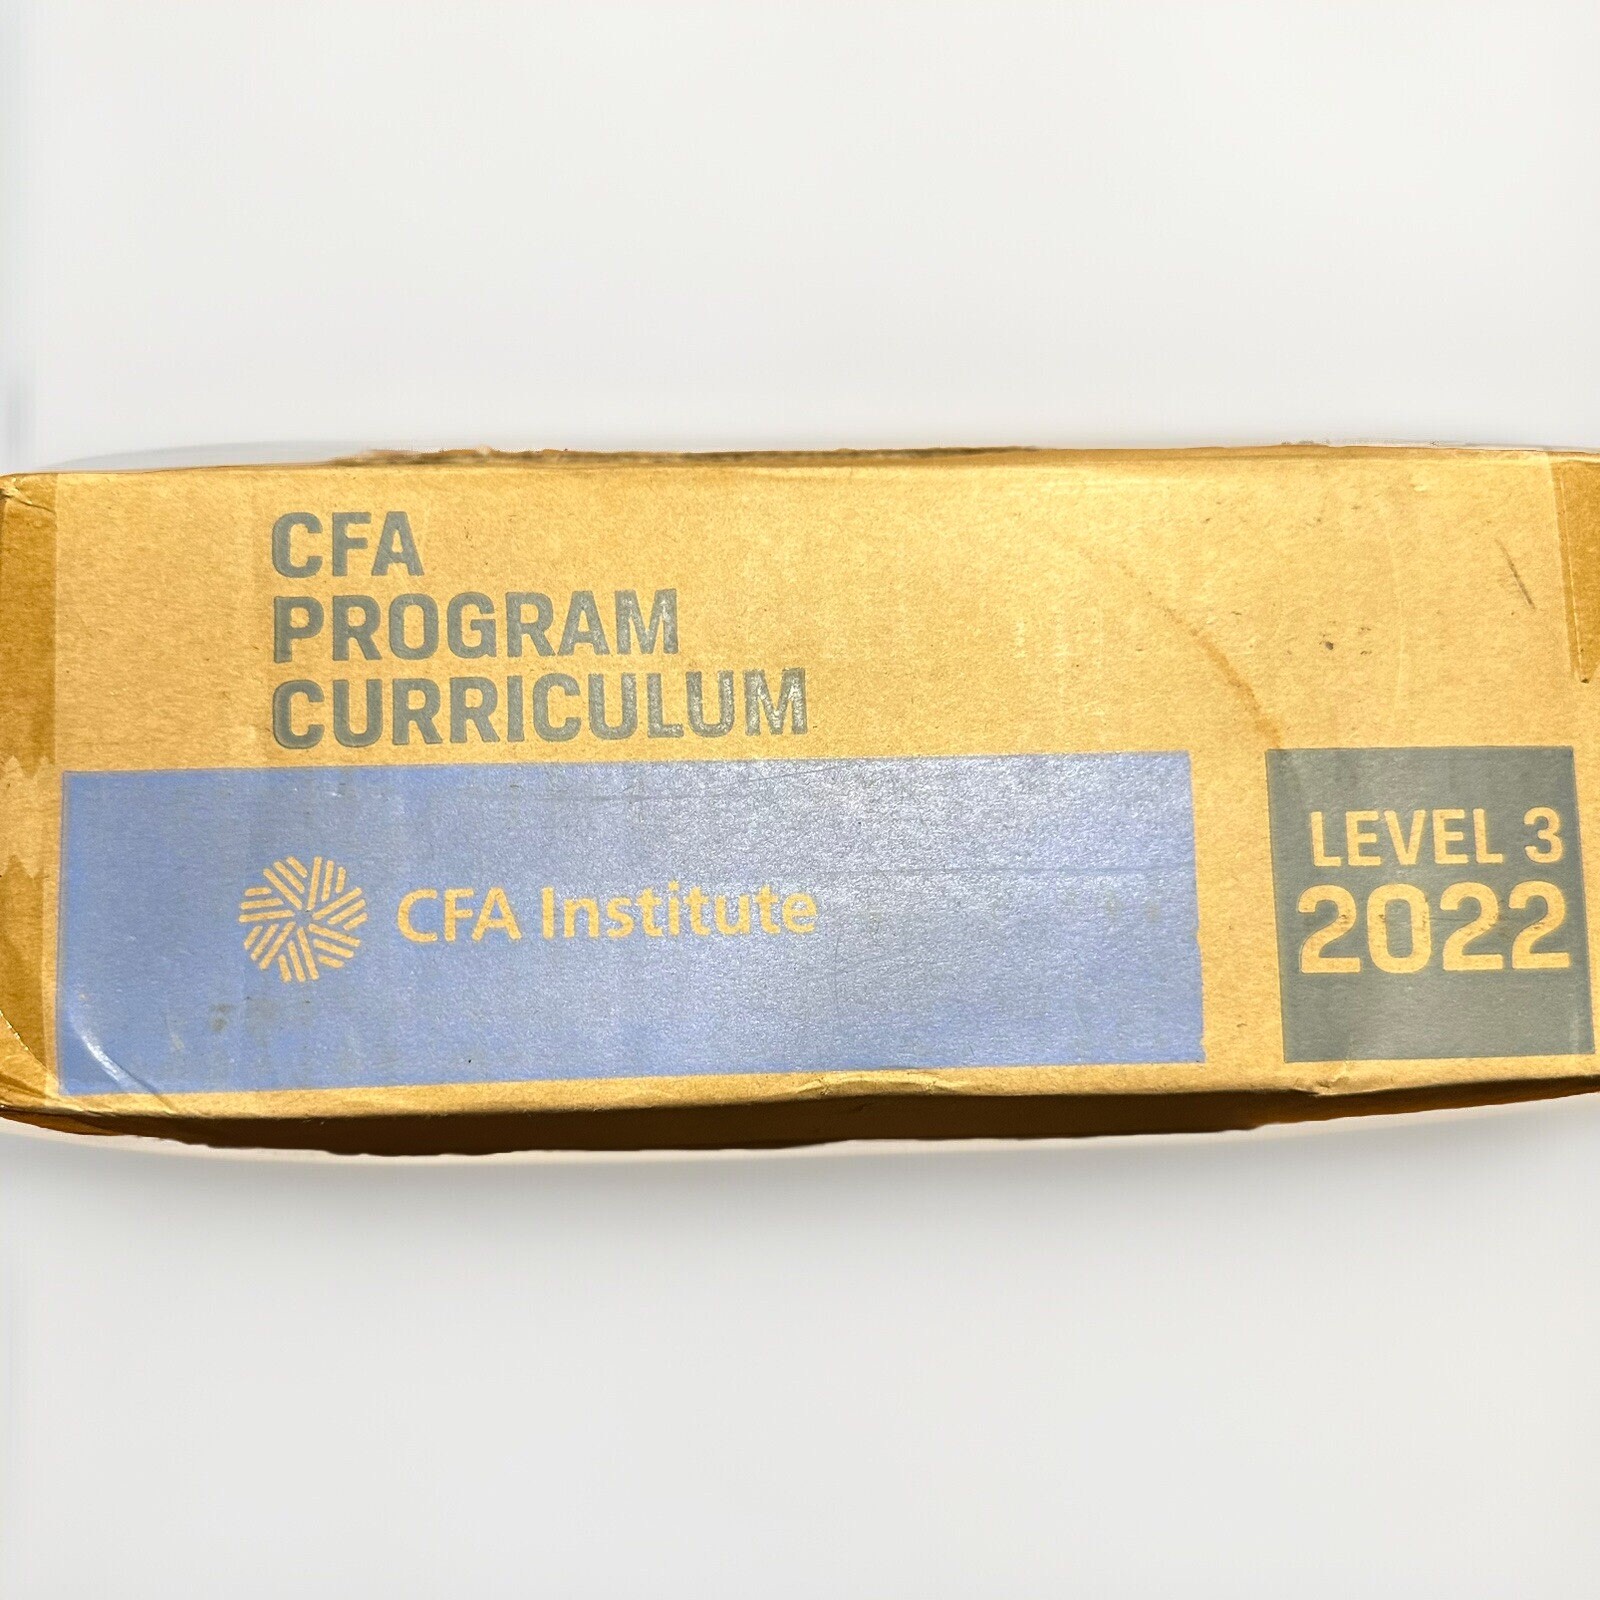 CFA
PROGRAM
CURRICULUM
CFA Institute
LEVEL 3
2022